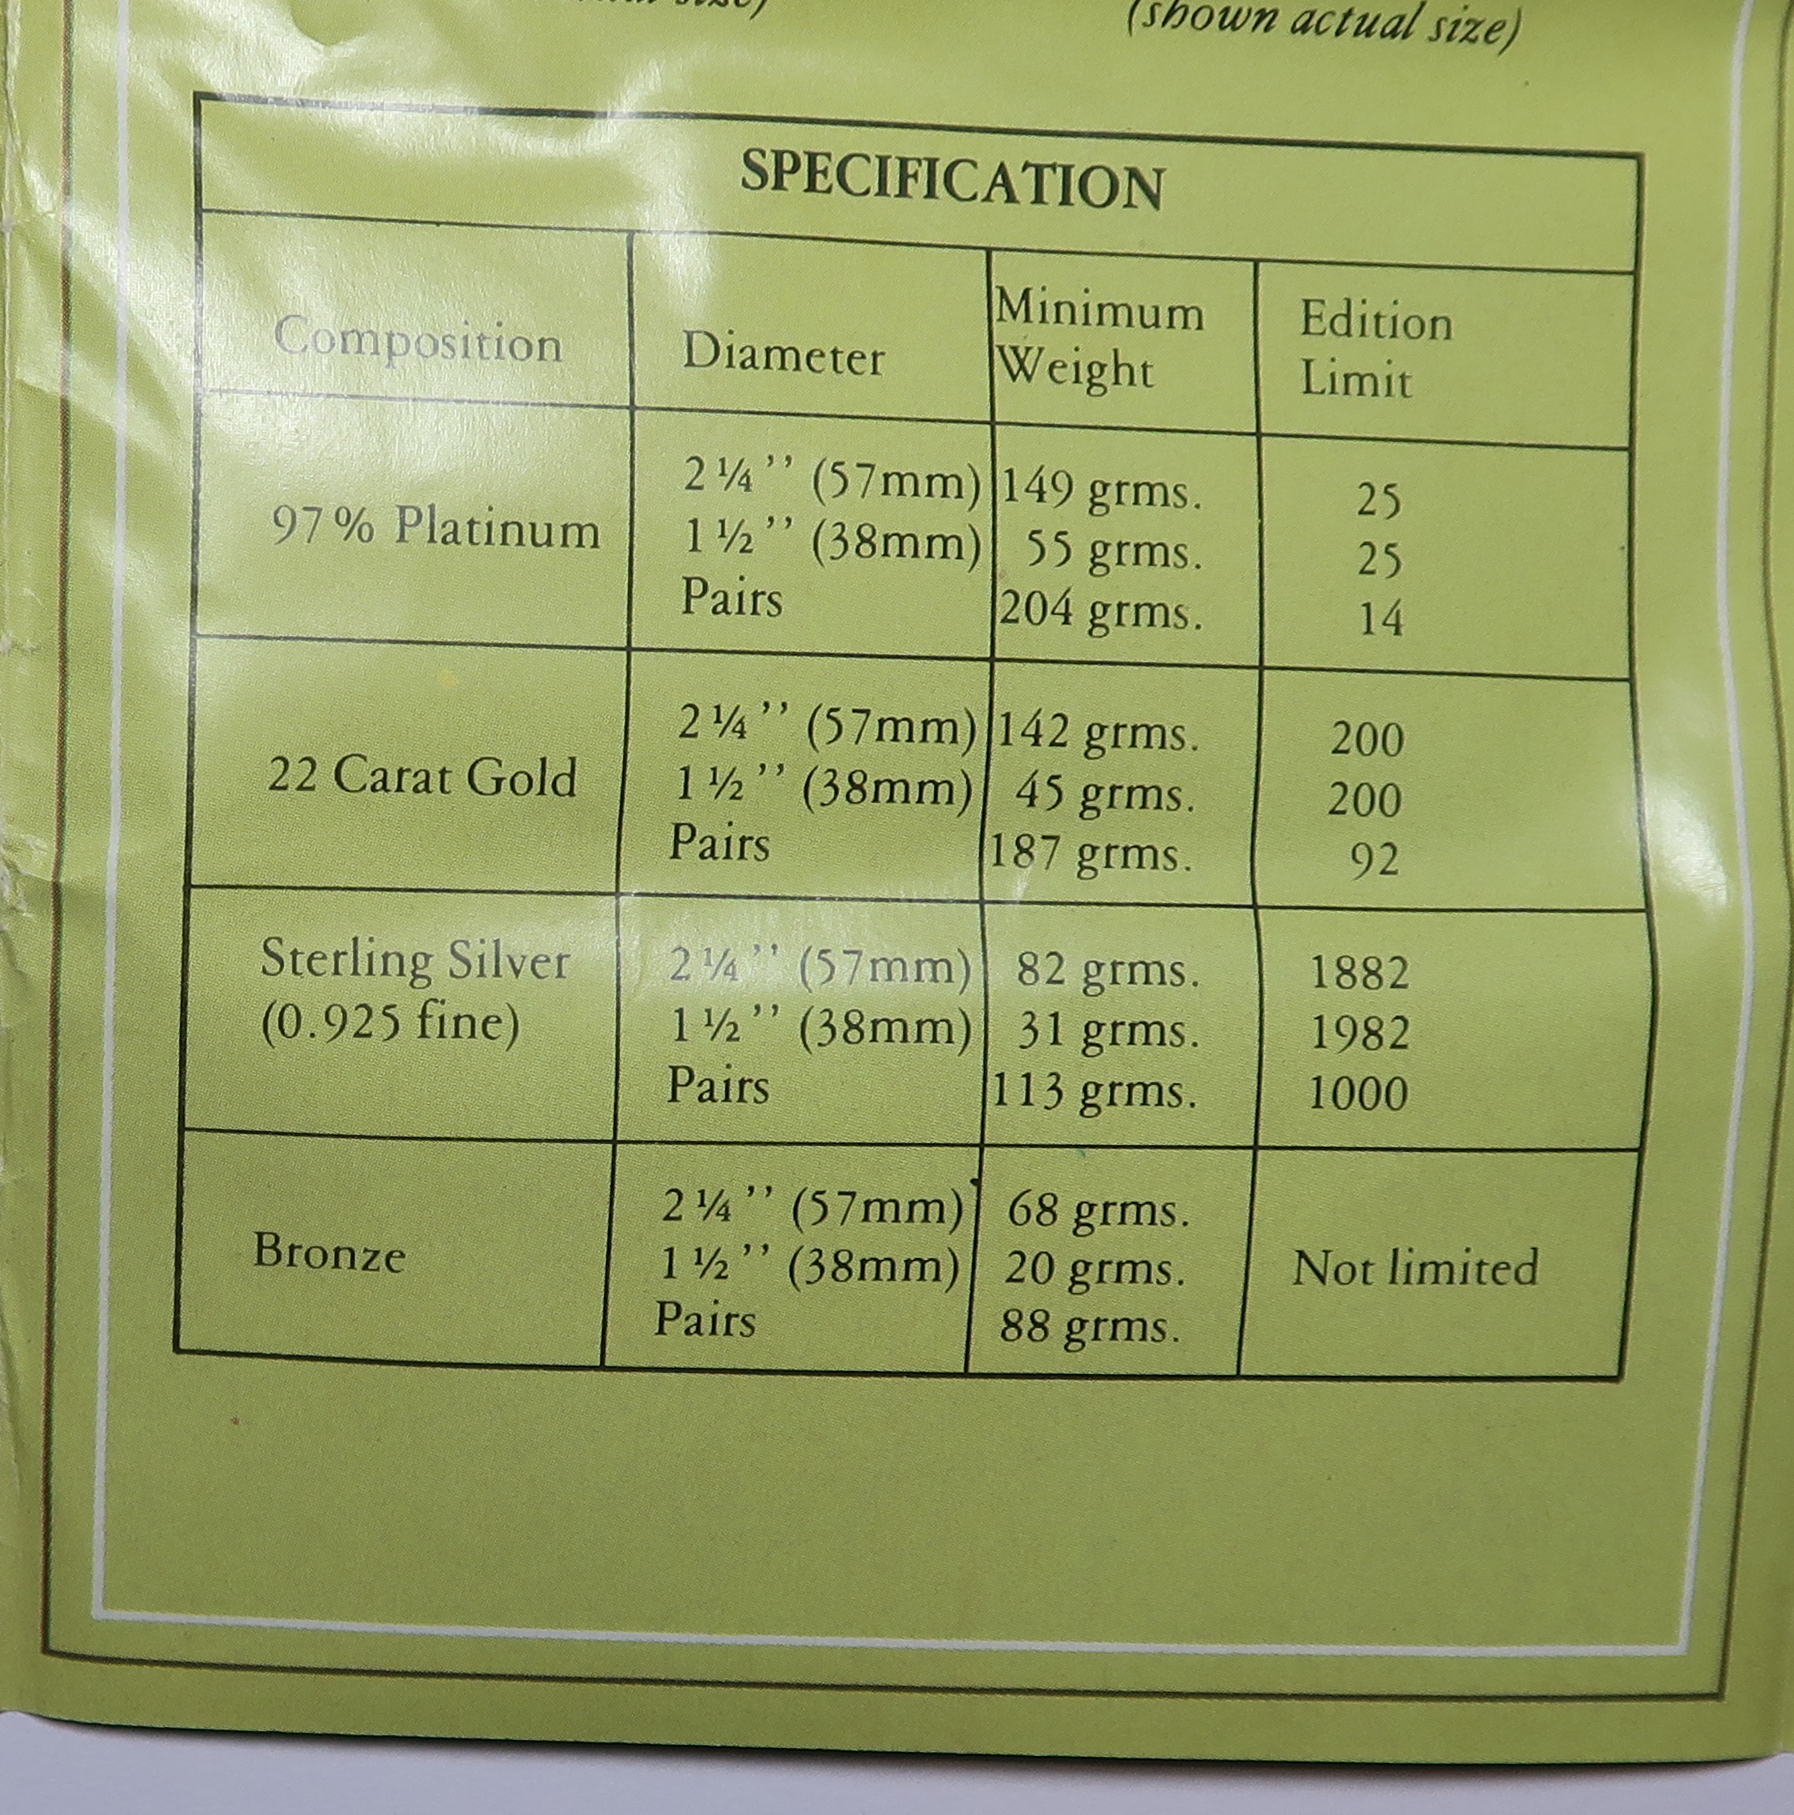 size)
(shown actual size)
SPECIFICATION
Composition Diameter Minimum Weight Edition Limit
97% Platinum
2 ¼’’ (57mm) 149 grms. 25
1 ½’’ (38mm) 55 grms. 25
Pairs 204 grms. 14
22 Carat Gold
2 ¼’’ (57mm) 142 grms. 200
1 ½’’ (38mm) 45 grms. 200
Pairs 187 grms. 92
Sterling Silver
(0.925 fine)
2 ¼’’ (57mm) 82 grms. 1882
1 ½’’ (38mm) 31 grms. 1982
Pairs 113 grms. 1000
Bronze
2 ¼’’ (57mm) 68 grms.
1 ½’’ (38mm) 20 grms.
Pairs 88 grms.
Not limited